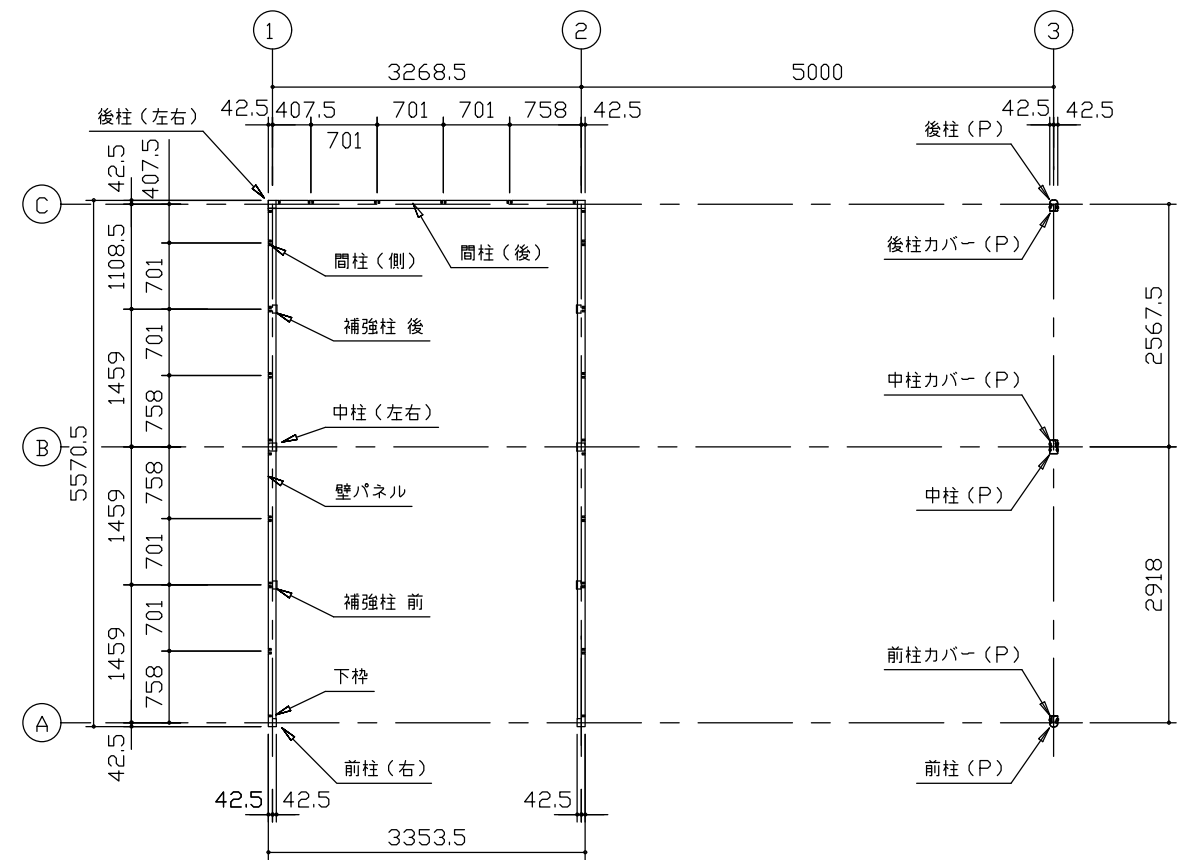 1
2
3
3268.5
5000
42.5
407.5
701
701
701
758
42.5
42.5
42.5
後柱（左右）
後柱（P）
42.5
407.5
C
後柱カバー（P）
間柱（側）
間柱（後）
1108.5
701
補強柱 後
2567.5
1459
701
758
中柱カバー（P）
中柱（左右）
B
5570.5
壁パネル
中柱（P）
1459
758
701
補強柱 前
2918
1459
701
758
前柱カバー（P）
下枠
A
42.5
前柱（右）
前柱（P）
42.5
42.5
42.5
3353.5